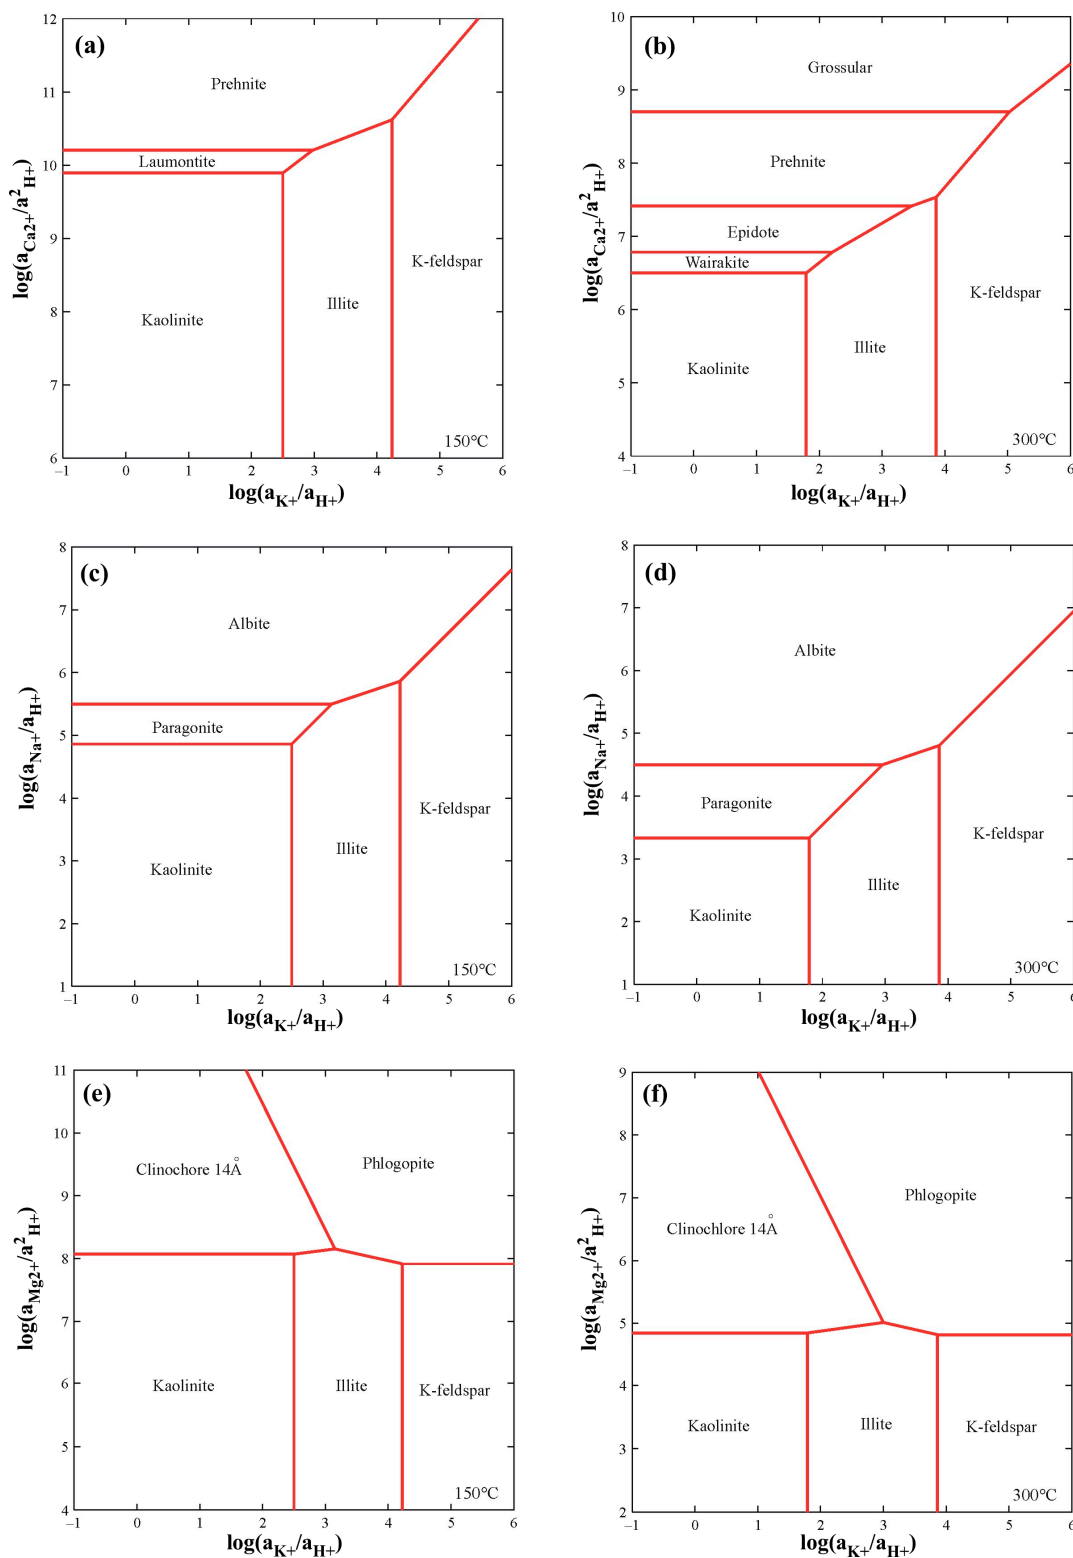 (a)
12
11
10
9
8
7
6
Prehnite
Laumontite
Kaolinite
Illite
K-feldspar
150°C
–1 0 1 2 3 4 5 6
log(aCa2+/a2H+)
log(aK+/aH+)
(b)
10
9
8
7
6
5
4
Grossular
Prehnite
Epidote
Wairakite
Kaolinite
Illite
K-feldspar
300°C
–1 0 1 2 3 4 5 6
log(aCa2+/a2H+)
log(aK+/aH+)
(c)
8
7
6
5
4
3
2
1
Albite
Paragonite
Kaolinite
Illite
K-feldspar
150°C
–1 0 1 2 3 4 5 6
log(aNa+/aH+)
log(aK+/aH+)
(d)
8
7
6
5
4
3
2
1
Albite
Paragonite
Kaolinite
Illite
K-feldspar
300°C
–1 0 1 2 3 4 5 6
log(aNa+/aH+)
log(aK+/aH+)
(e)
11
10
9
8
7
6
5
4
Clinochore 14Å
Phlogopite
Kaolinite
Illite
K-feldspar
150°C
–1 0 1 2 3 4 5 6
log(aMg2+/a2H+)
log(aK+/aH+)
(f)
9
8
7
6
5
4
3
2
Clinochlore 14Å
Phlogopite
Kaolinite
Illite
K-feldspar
300°C
–1 0 1 2 3 4 5 6
log(aMg2+/a2H+)
log(aK+/aH+)